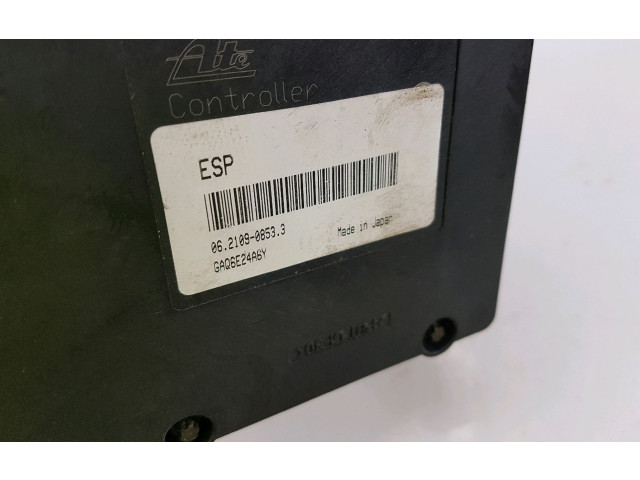 Ate
Controller
ESP
06.2109-0853.3
Made in Japan
GAQ6E24A6Y